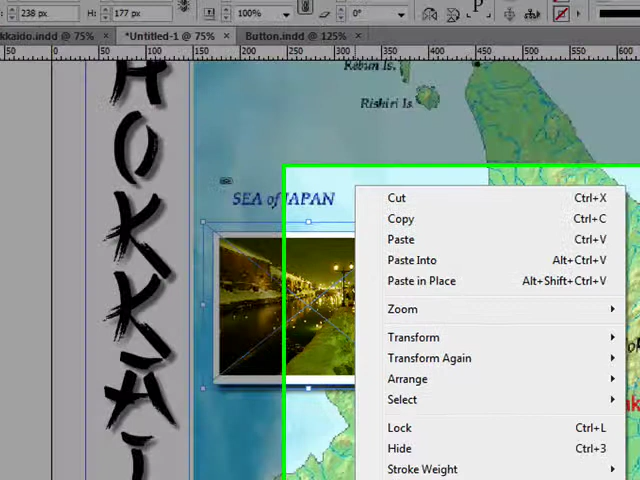 238 px
H: 177 px
100%
0°
kkaido.indd @ 75% ×
*Untitled-1 @ 75% ×
Button.indd @ 125% ×
50
0
50
100
150
200
250
300
350
400
450
500
550
600
HOKKAI
Rebun Is.
Rishiri Is.
SEA of JAPAN
Cut Ctrl+X
Copy Ctrl+C
Paste Ctrl+V
Paste Into Alt+Ctrl+V
Paste in Place Alt+Shift+Ctrl+V
Zoom
Transform
Transform Again
Arrange
Select
Lock Ctrl+L
Hide Ctrl+3
Stroke Weight